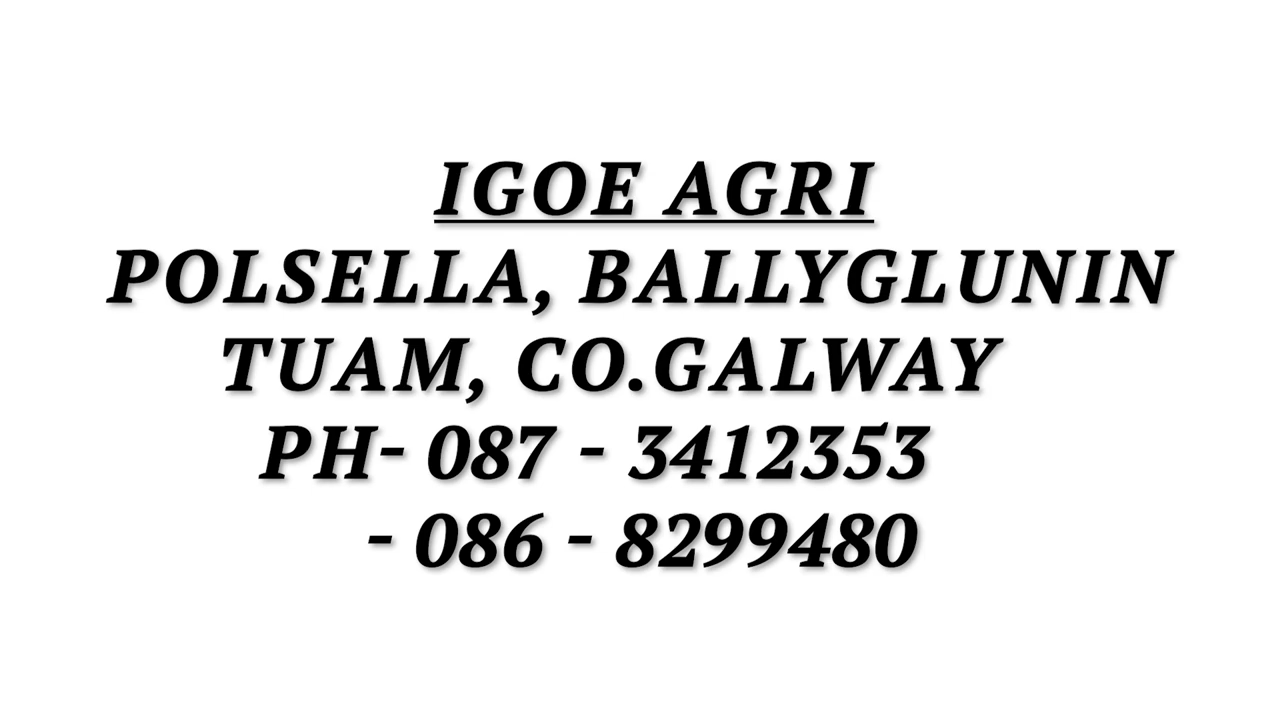 IGOE AGRI
POLSELLA, BALLYGLUNIN
TUAM, CO.GALWAY
PH- 087 - 3412353
- 086 - 8299480